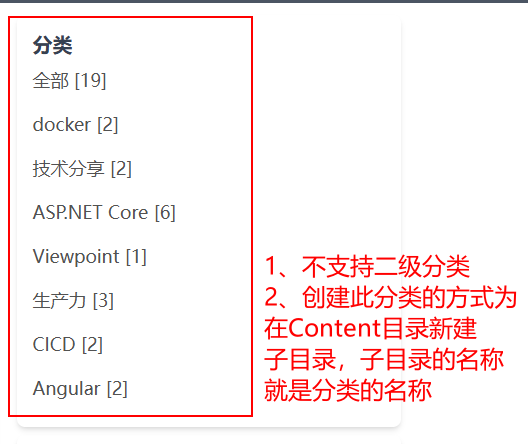 分类
全部 [19]
docker [2]
技术分享 [2]
ASP.NET Core [6]
Viewpoint [1]
生产力 [3]
CICD [2]
Angular [2]
1、不支持二级分类
2、创建此分类的方式为
在Content目录新建
子目录，子目录的名称
就是分类的名称